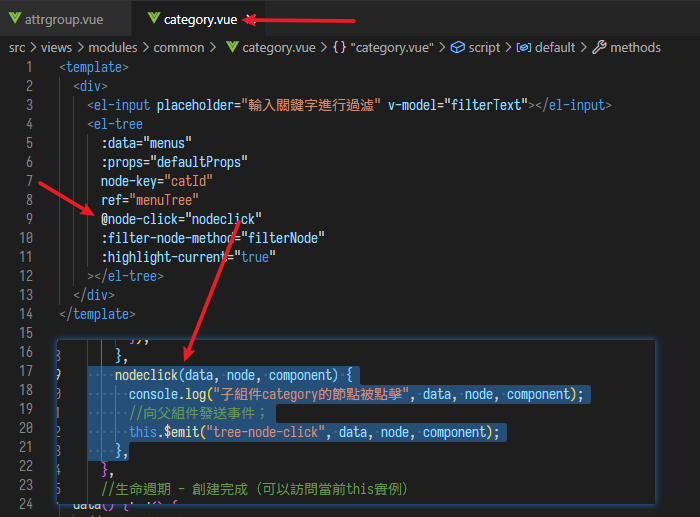 attrgroup.vue category.vue
src > views > modules > common > category.vue > {} "category.vue" > script > default > methods
1 <template>
2 <div>
3 <el-input placeholder="輸入關鍵字進行過濾" v-model="filterText"></el-input>
4 <el-tree
5 :data="menus"
6 :props="defaultProps"
7 node-key="catId"
8 ref="menuTree"
9 @node-click="nodeclick"
10 :filter-node-method="filterNode"
11 :highlight-current="true"
12 ></el-tree>
13 </div>
14 </template>
15
16 },
17 nodeclick(data, node, component) {
18 console.log("子組件category的節點被點擊", data, node, component);
19 //向父組件發送事件；
20 this.$emit("tree-node-click", data, node, component);
21 },
22 },
23 //生命週期 - 創建完成（可以訪問當前this實例）
24